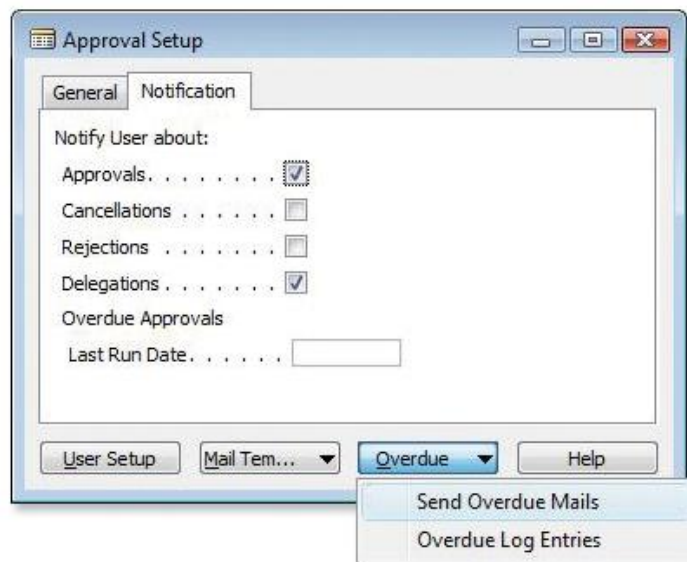 Approval Setup
General Notification
Notify User about:
Approvals. . . . . . . .
Cancellations . . . . . .
Rejections . . . . . . .
Delegations . . . . . . .
Overdue Approvals
Last Run Date. . . . . .
User Setup Mail Tem... Overdue Help
Send Overdue Mails
Overdue Log Entries